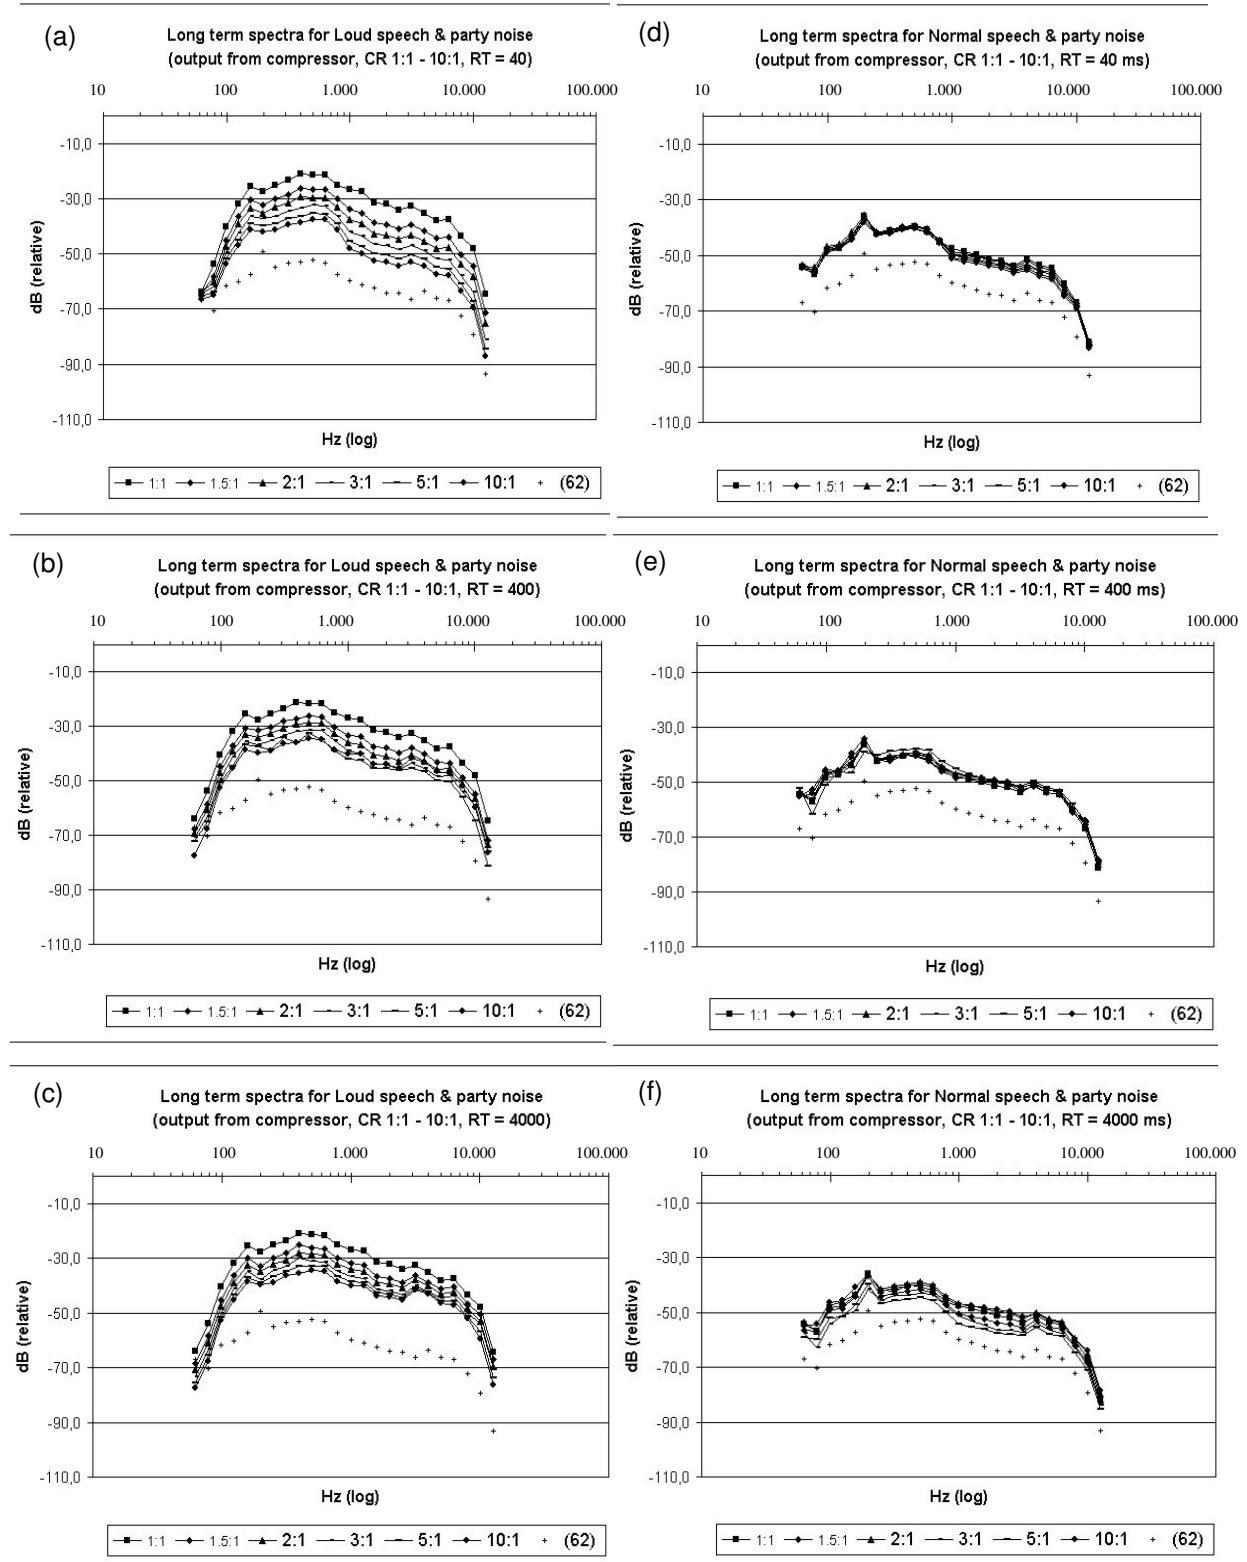 (a)
Long term spectra for Loud speech & party noise
(output from compressor, CR 1:1 - 10:1, RT = 40)
10 100 1.000 10.000 100.000
-10,0
-30,0
-50,0
-70,0
-90,0
-110,0
dB (relative)
Hz (log)
1:1 1.5:1 2:1 3:1 5:1 10:1 (62)
(d)
Long term spectra for Normal speech & party noise
(output from compressor, CR 1:1 - 10:1, RT = 40 ms)
10 100 1.000 10.000 100.000
-10,0
-30,0
-50,0
-70,0
-90,0
-110,0
dB (relative)
Hz (log)
1:1 1.5:1 2:1 3:1 5:1 10:1 (62)
(b)
Long term spectra for Loud speech & party noise
(output from compressor, CR 1:1 - 10:1, RT = 400)
10 100 1.000 10.000 100.000
-10,0
-30,0
-50,0
-70,0
-90,0
-110,0
dB (relative)
Hz (log)
1:1 1.5:1 2:1 3:1 5:1 10:1 (62)
(e)
Long term spectra for Normal speech & party noise
(output from compressor, CR 1:1 - 10:1, RT = 400 ms)
10 100 1.000 10.000 100.000
-10,0
-30,0
-50,0
-70,0
-90,0
-110,0
dB (relative)
Hz (log)
1:1 1.5:1 2:1 3:1 5:1 10:1 (62)
(c)
Long term spectra for Loud speech & party noise
(output from compressor, CR 1:1 - 10:1, RT = 4000)
10 100 1.000 10.000 100.000
-10,0
-30,0
-50,0
-70,0
-90,0
-110,0
dB (relative)
Hz (log)
1:1 1.5:1 2:1 3:1 5:1 10:1 (62)
(f)
Long term spectra for Normal speech & party noise
(output from compressor, CR 1:1 - 10:1, RT = 4000 ms)
10 100 1.000 10.000 100.000
-10,0
-30,0
-50,0
-70,0
-90,0
-110,0
dB (relative)
Hz (log)
1:1 1.5:1 2:1 3:1 5:1 10:1 (62)